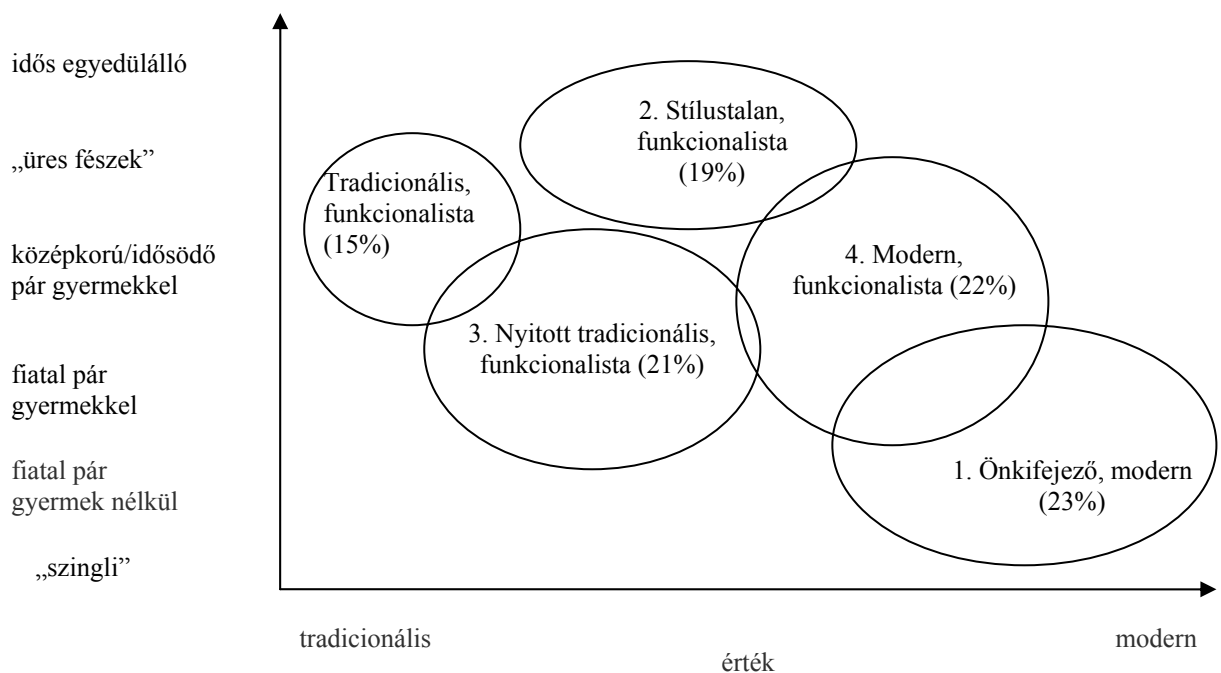 idős egyedülálló
„üres fészek”
középkorú/idősödő
pár gyermekkel
fiatal pár
gyermekkel
fiatal pár
gyermek nélkül
„szingli”
2. Stílustalan,
funkcionalista
(19%)
Tradicionális,
funkcionalista
(15%)
4. Modern,
funkcionalista (22%)
3. Nyitott tradicionális,
funkcionalista (21%)
1. Önkifejező, modern
(23%)
tradicionális
modern
érték